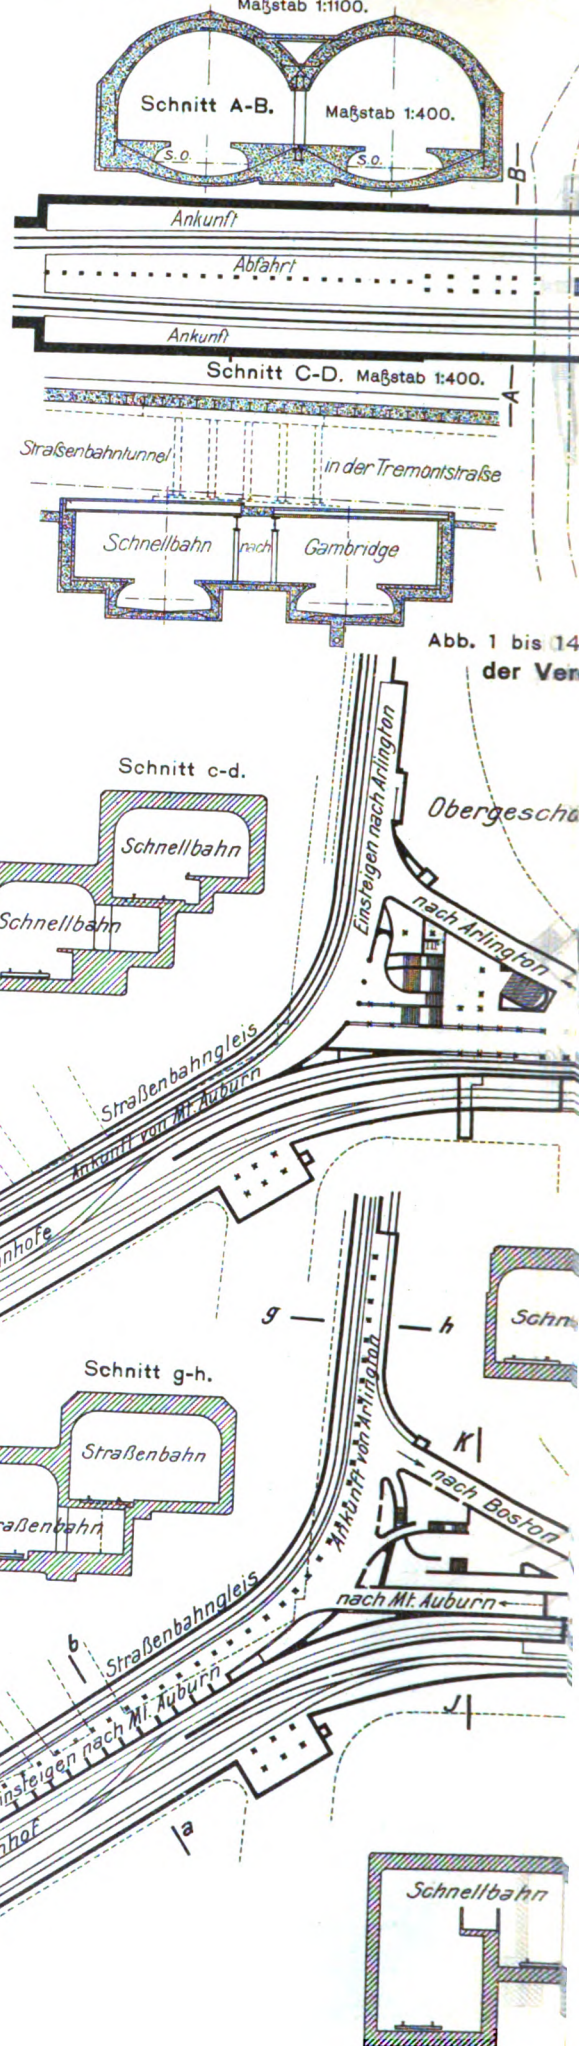 Maßstab 1:1100.
Schnitt A-B. Maßstab 1:400.
S.O. S.O.
B
Ankunft
Abfahrt
Ankunft
Schnitt C-D. Maßstab 1:400.
A
Straßenbahntunnel in der Tremontstraße
Schnellbahn nach Gambridge
Abb. 1 bis 14
der Ver
Schnitt c-d.
Einsteigen nach Arlington
Obergescho
Schnellbahn
nach Arlington
Schnellbahn
Straßenbahngleis
Ankunft von Mt. Auburn
nhofe
g h
Schn
Schnitt g-h.
Ankunft von Arlington
K
Straßenbahn
nach Boston
raßenbahn
nach Mt. Auburn
Straßenbahngleis
b
insteigen nach Mt. Auburn
J
nhof
a
Schnellbahn